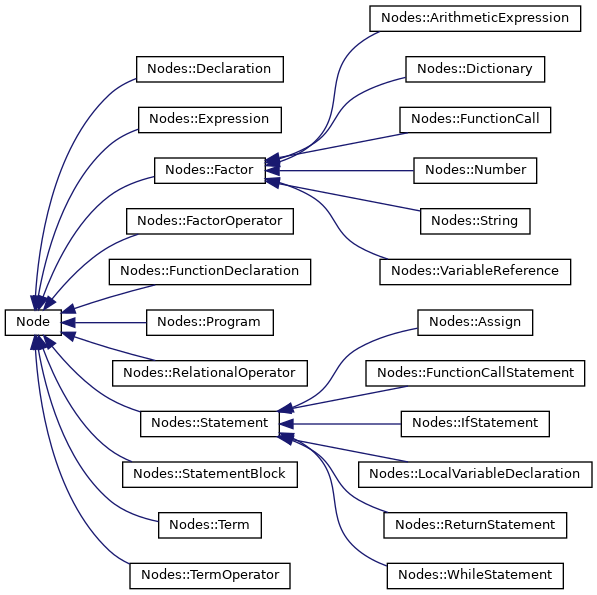 Node
Nodes::Declaration
Nodes::Expression
Nodes::Factor
Nodes::FactorOperator
Nodes::FunctionDeclaration
Nodes::Program
Nodes::RelationalOperator
Nodes::Statement
Nodes::StatementBlock
Nodes::Term
Nodes::TermOperator
Nodes::ArithmeticExpression
Nodes::Dictionary
Nodes::FunctionCall
Nodes::Number
Nodes::String
Nodes::VariableReference
Nodes::Assign
Nodes::FunctionCallStatement
Nodes::IfStatement
Nodes::LocalVariableDeclaration
Nodes::ReturnStatement
Nodes::WhileStatement